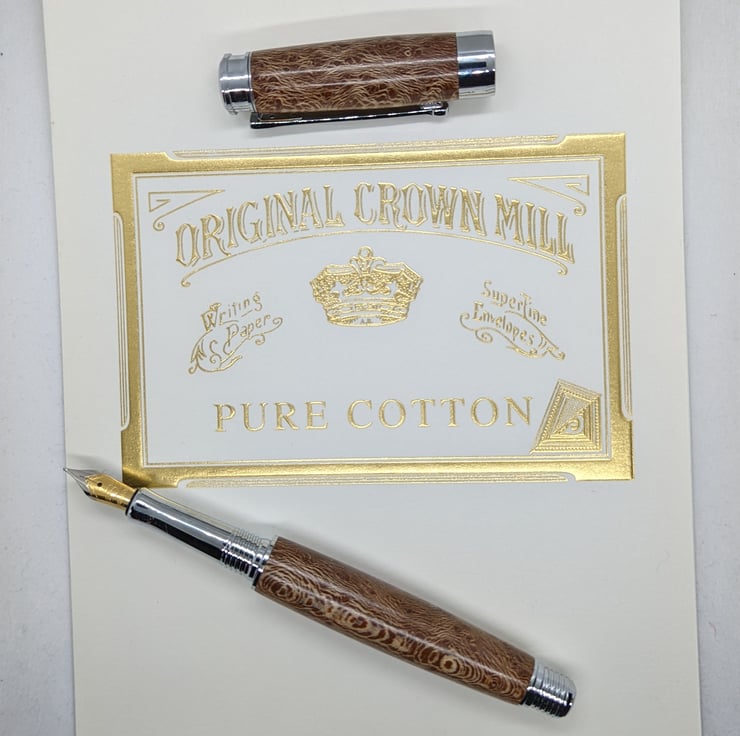 ORIGINAL CROWN MILL
Writing
Paper
Superfine
Envelopes
PURE COTTON